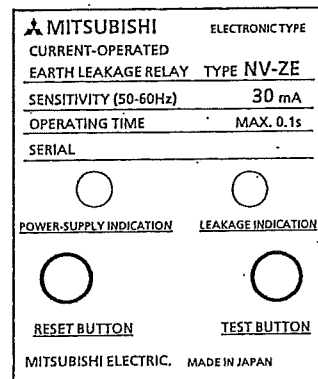 MITSUBISHI ELECTRONIC TYPE
CURRENT-OPERATED
EARTH LEAKAGE RELAY TYPE NV-ZE
SENSITIVITY (50-60Hz) 30 mA
OPERATING TIME MAX. 0.1s
SERIAL
POWER-SUPPLY INDICATION LEAKAGE INDICATION
RESET BUTTON TEST BUTTON
MITSUBISHI ELECTRIC. MADE IN JAPAN